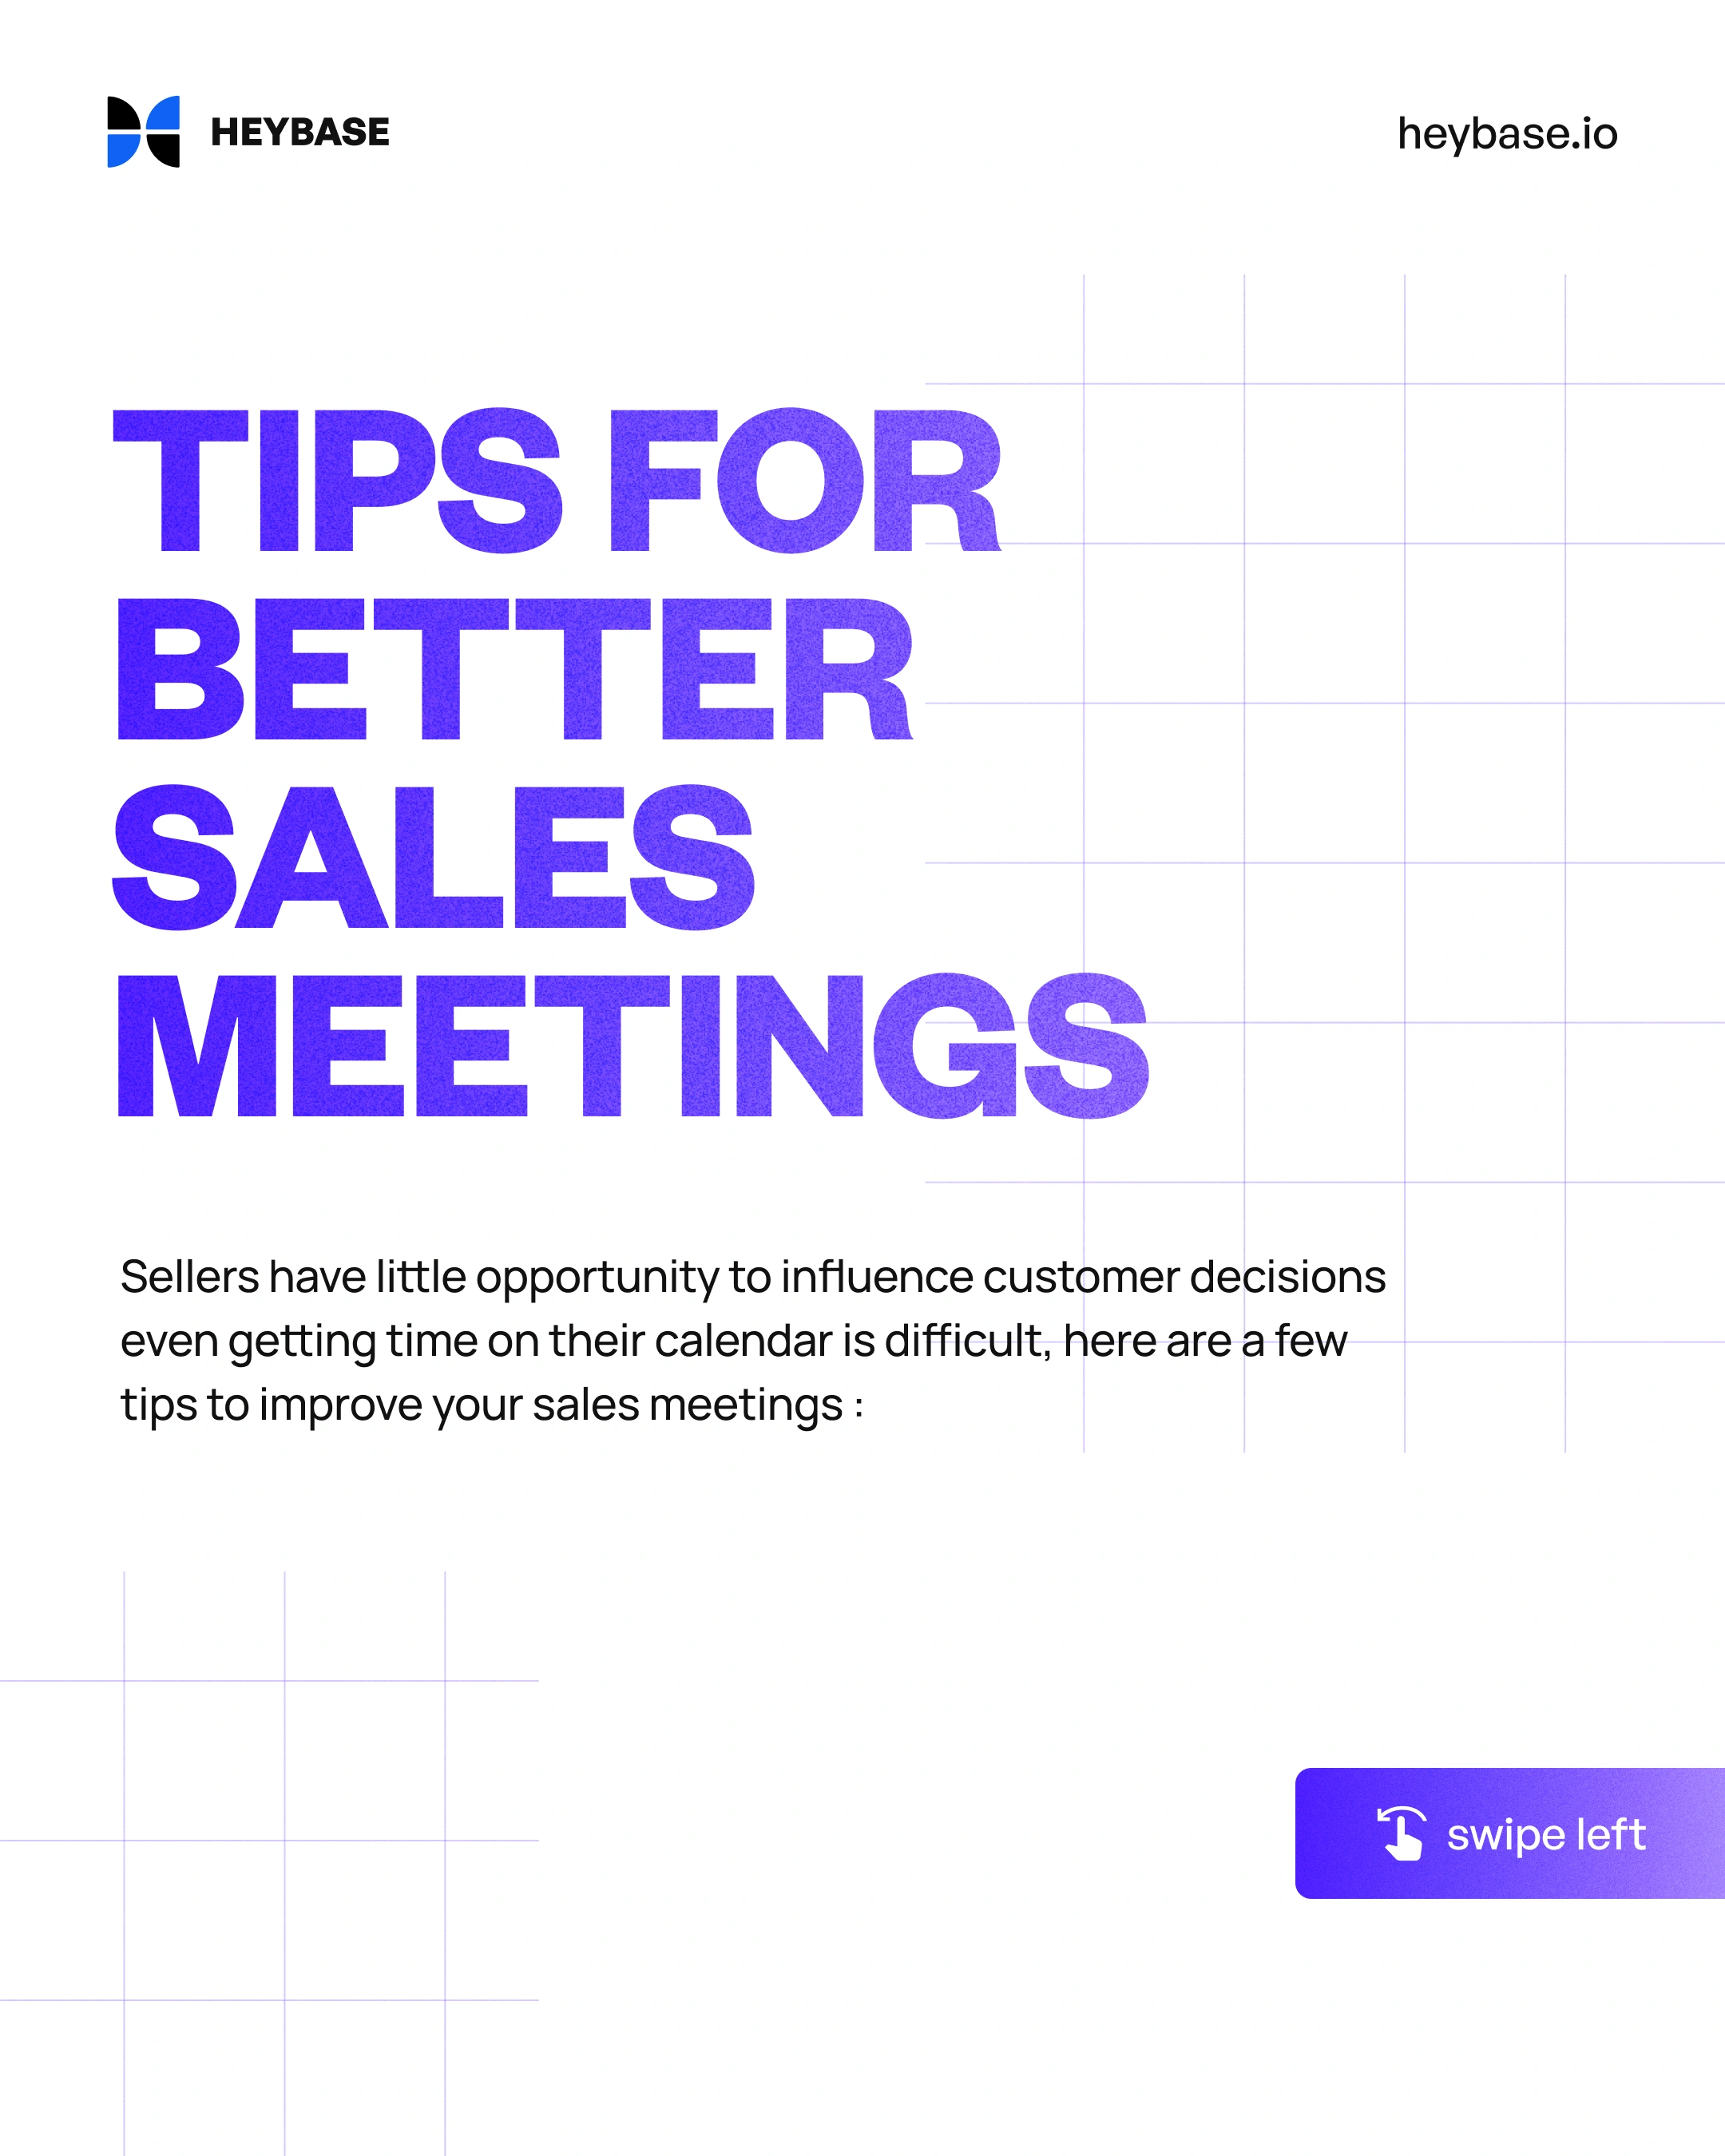 HEYBASE
heybase.io
TIPS FOR
BETTER
SALES
MEETINGS
Sellers have little opportunity to influence customer decisions
even getting time on their calendar is difficult, here are a few
tips to improve your sales meetings :
swipe left